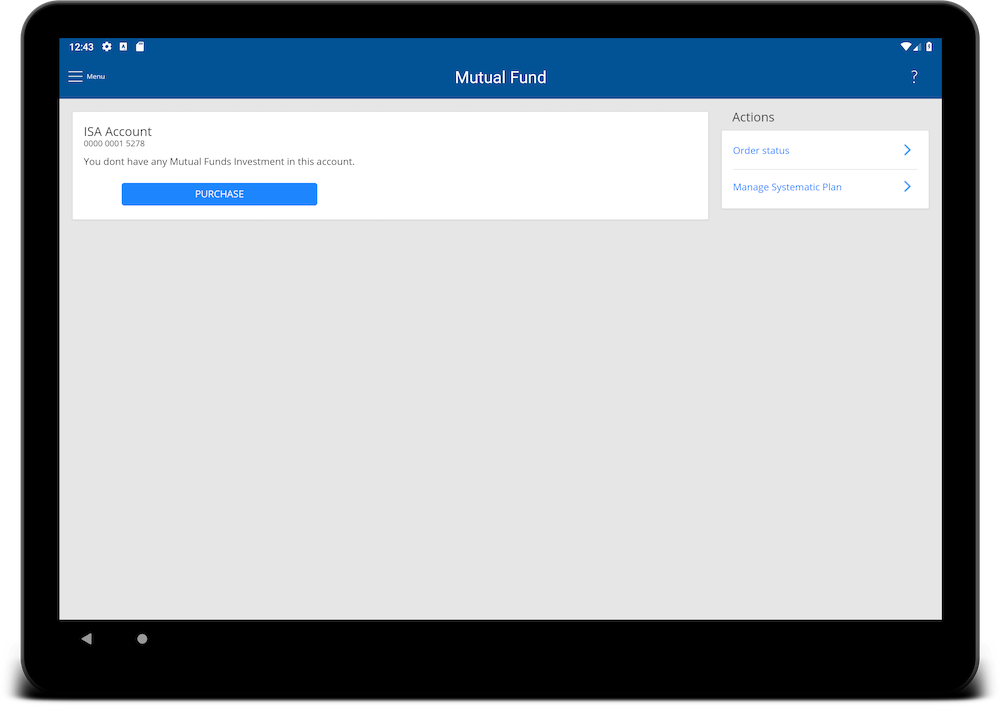 12:43
Menu
Mutual Fund
?
ISA Account
0000 0001 5278
You dont have any Mutual Funds Investment in this account.
PURCHASE
Actions
Order status
Manage Systematic Plan